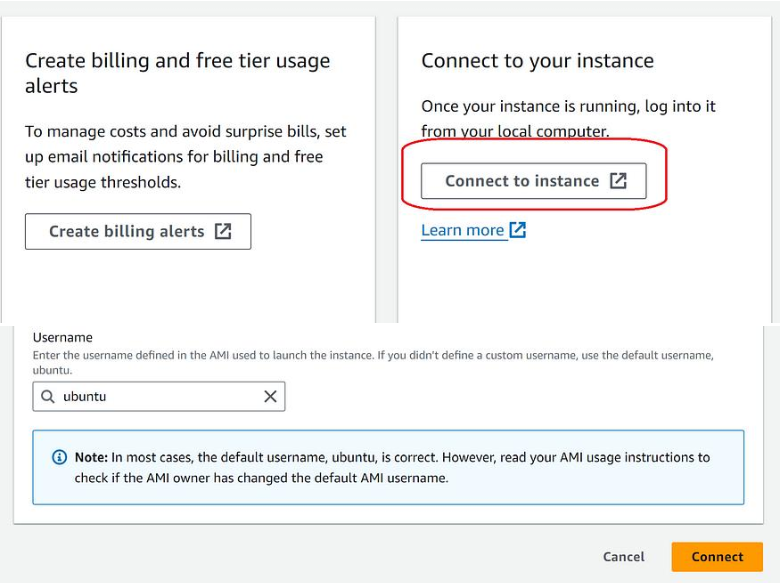 Create billing and free tier usage
alerts
To manage costs and avoid surprise bills, set
up email notifications for billing and free
tier usage thresholds.
Create billing alerts
Connect to your instance
Once your instance is running, log into it
from your local computer.
Connect to instance
Learn more
Username
Enter the username defined in the AMI used to launch the instance. If you didn't define a custom username, use the default username,
ubuntu.
ubuntu
Note: In most cases, the default username, ubuntu, is correct. However, read your AMI usage instructions to
check if the AMI owner has changed the default AMI username.
Cancel
Connect